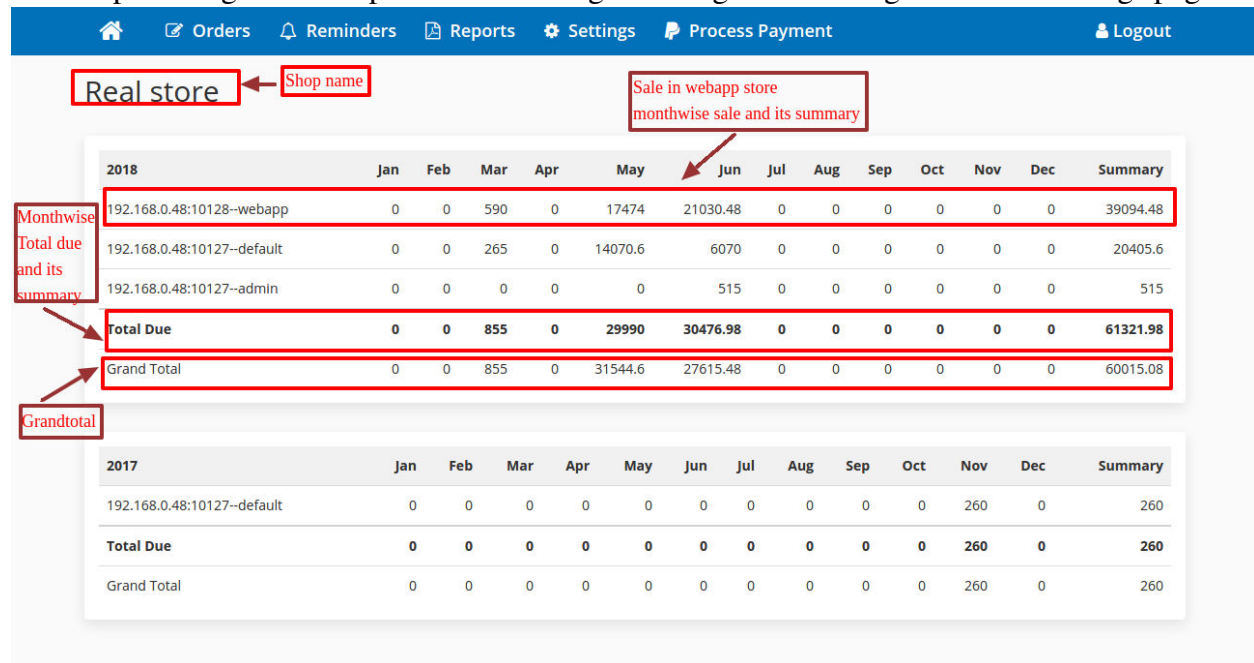 Orders Reminders Reports Settings Process Payment Logout
Real store
Shop name
Sale in webapp store
monthwise sale and its summary
2018 Jan Feb Mar Apr May Jun Jul Aug Sep Oct Nov Dec Summary
192.168.0.48:10128--webapp 0 0 590 0 17474 21030.48 0 0 0 0 0 0 39094.48
Monthwise
Total due
and its
summary
192.168.0.48:10127--default 0 0 265 0 14070.6 6070 0 0 0 0 0 0 20405.6
192.168.0.48:10127--admin 0 0 0 0 0 515 0 0 0 0 0 0 515
Total Due 0 0 855 0 29990 30476.98 0 0 0 0 0 0 61321.98
Grand Total 0 0 855 0 31544.6 27615.48 0 0 0 0 0 0 60015.08
Grandtotal
2017 Jan Feb Mar Apr May Jun Jul Aug Sep Oct Nov Dec Summary
192.168.0.48:10127--default 0 0 0 0 0 0 0 0 0 0 260 0 260
Total Due 0 0 0 0 0 0 0 0 0 0 260 0 260
Grand Total 0 0 0 0 0 0 0 0 0 0 260 0 260